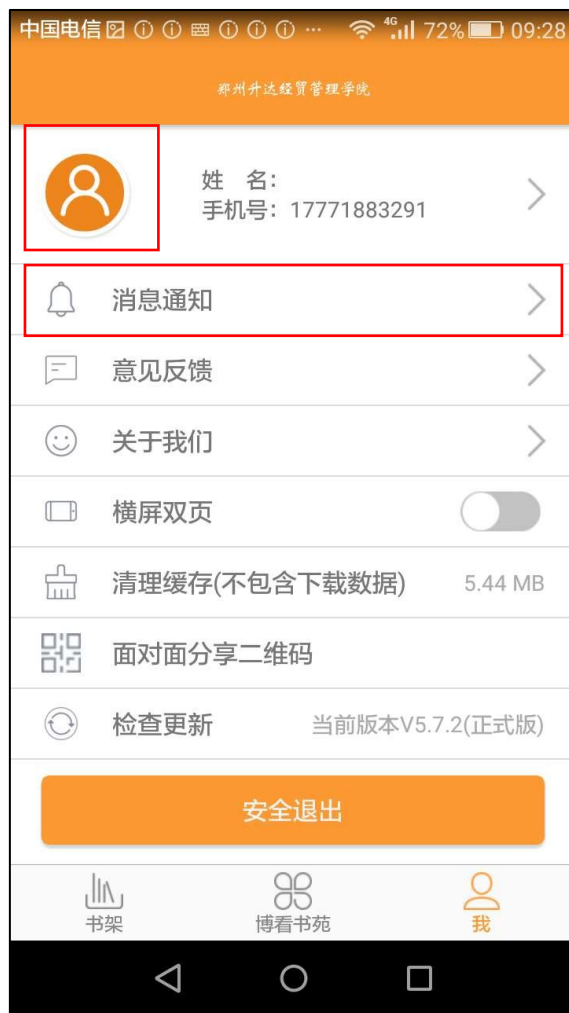 中国电信 ... 4G 72% 09:28
郑州升达经贸管理学院
姓 名：
手机号：17771883291
消息通知
意见反馈
关于我们
横屏双页
清理缓存(不包含下载数据) 5.44 MB
面对面分享二维码
检查更新 当前版本V5.7.2(正式版)
安全退出
书架 博看书苑 我